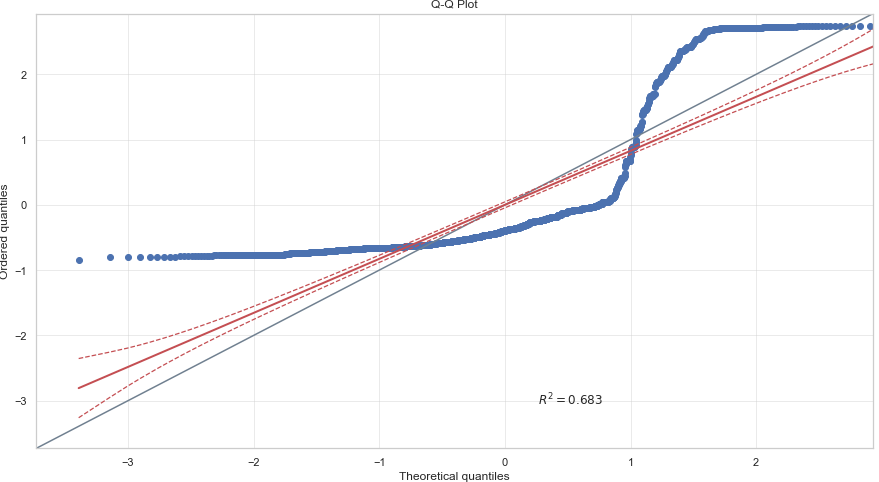 Q-Q Plot
Ordered quantiles
2
1
0
−1
−2
−3
R² = 0.683
−3 −2 −1 0 1 2
Theoretical quantiles